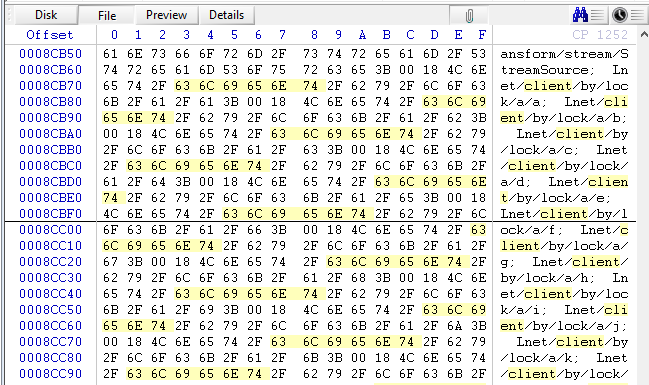 Disk File Preview Details
Offset 0 1 2 3 4 5 6 7 8 9 A B C D E F CP 1252
0008CB50 61 6E 73 66 6F 72 6D 2F 73 74 72 65 61 6D 2F 53 ansform/stream/S
0008CB60 74 72 65 61 6D 53 6F 75 72 63 65 3B 00 18 4C 6E treamSource; Ln
0008CB70 65 74 2F 63 6C 69 65 6E 74 2F 62 79 2F 6C 6F 63 et/client/by/loc
0008CB80 6B 2F 61 2F 61 3B 00 18 4C 6E 65 74 2F 63 6C 69 k/a/a; Lnet/cli
0008CB90 65 6E 74 2F 62 79 2F 6C 6F 63 6B 2F 61 2F 62 3B ent/by/lock/a/b;
0008CBA0 00 18 4C 6E 65 74 2F 63 6C 69 65 6E 74 2F 62 79 Lnet/client/by
0008CBB0 2F 6C 6F 63 6B 2F 61 2F 63 3B 00 18 4C 6E 65 74 /lock/a/c; Lnet
0008CBC0 2F 63 6C 69 65 6E 74 2F 62 79 2F 6C 6F 63 6B 2F /client/by/lock/
0008CBD0 61 2F 64 3B 00 18 4C 6E 65 74 2F 63 6C 69 65 6E a/d; Lnet/clien
0008CBE0 74 2F 62 79 2F 6C 6F 63 6B 2F 61 2F 65 3B 00 18 t/by/lock/a/e;
0008CBF0 4C 6E 65 74 2F 63 6C 69 65 6E 74 2F 62 79 2F 6C Lnet/client/by/l
0008CC00 6F 63 6B 2F 61 2F 66 3B 00 18 4C 6E 65 74 2F 63 ock/a/f; Lnet/c
0008CC10 6C 69 65 6E 74 2F 62 79 2F 6C 6F 63 6B 2F 61 2F lient/by/lock/a/
0008CC20 67 3B 00 18 4C 6E 65 74 2F 63 6C 69 65 6E 74 2F g; Lnet/client/
0008CC30 62 79 2F 6C 6F 63 6B 2F 61 2F 68 3B 00 18 4C 6E by/lock/a/h; Ln
0008CC40 65 74 2F 63 6C 69 65 6E 74 2F 62 79 2F 6C 6F 63 et/client/by/loc
0008CC50 6B 2F 61 2F 69 3B 00 18 4C 6E 65 74 2F 63 6C 69 k/a/i; Lnet/cli
0008CC60 65 6E 74 2F 62 79 2F 6C 6F 63 6B 2F 61 2F 6A 3B ent/by/lock/a/j;
0008CC70 00 18 4C 6E 65 74 2F 63 6C 69 65 6E 74 2F 62 79 Lnet/client/by
0008CC80 2F 6C 6F 63 6B 2F 61 2F 6B 3B 00 18 4C 6E 65 74 /lock/a/k; Lnet
0008CC90 2F 63 6C 69 65 6E 74 2F 62 79 2F 6C 6F 63 6B 2F /client/by/lock/